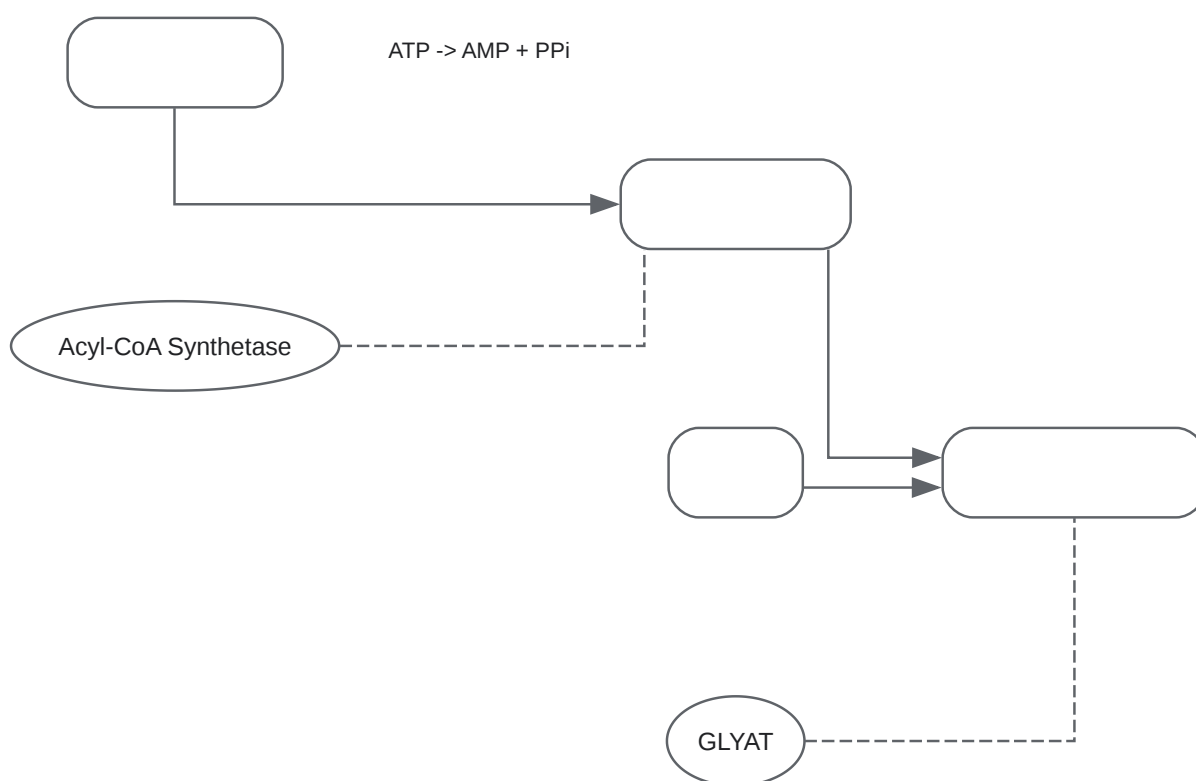 ATP -> AMP + PPi
Acyl-CoA Synthetase
GLYAT